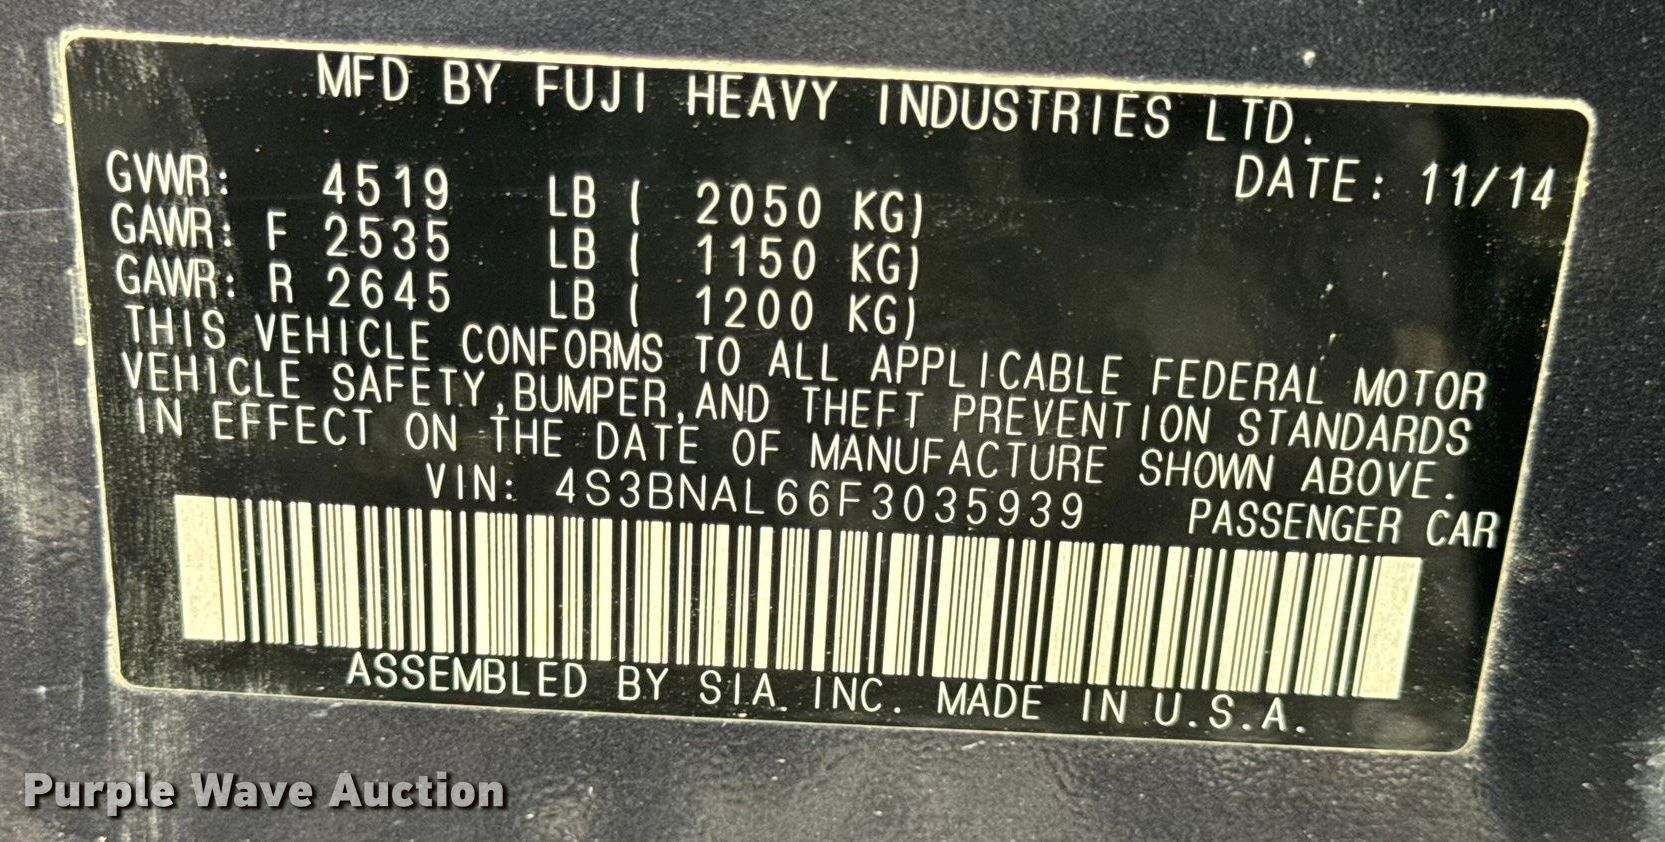 MFD BY FUJI HEAVY INDUSTRIES LTD.
DATE: 11/14
GVWR: 4519 LB ( 2050 KG)
GAWR: F 2535 LB ( 1150 KG)
GAWR: R 2645 LB ( 1200 KG)
THIS VEHICLE CONFORMS TO ALL APPLICABLE FEDERAL MOTOR
VEHICLE SAFETY,BUMPER,AND THEFT PREVENTION STANDARDS
IN EFFECT ON THE DATE OF MANUFACTURE SHOWN ABOVE.
VIN: 4S3BNAL66F3035939 PASSENGER CAR
ASSEMBLED BY SIA. INC. MADE IN U.S.A.
Purple Wave Auction